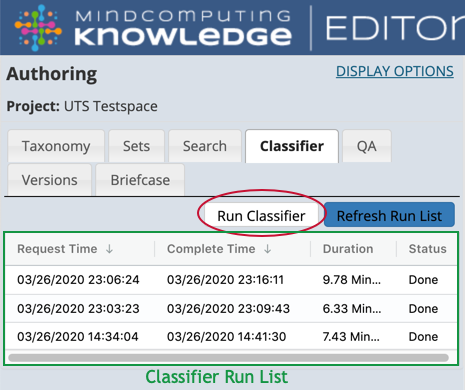 MINDCOMPUTING
KNOWLEDGE | EDITOR
Authoring
DISPLAY OPTIONS
Project: UTS Testspace
Taxonomy Sets Search Classifier QA
Versions Briefcase
Run Classifier Refresh Run List
Request Time ↓ Complete Time ↓ Duration Status
03/26/2020 23:06:24 03/26/2020 23:16:11 9.78 Min... Done
03/26/2020 23:03:23 03/26/2020 23:09:43 6.33 Min... Done
03/26/2020 14:34:04 03/26/2020 14:41:30 7.43 Min... Done
Classifier Run List